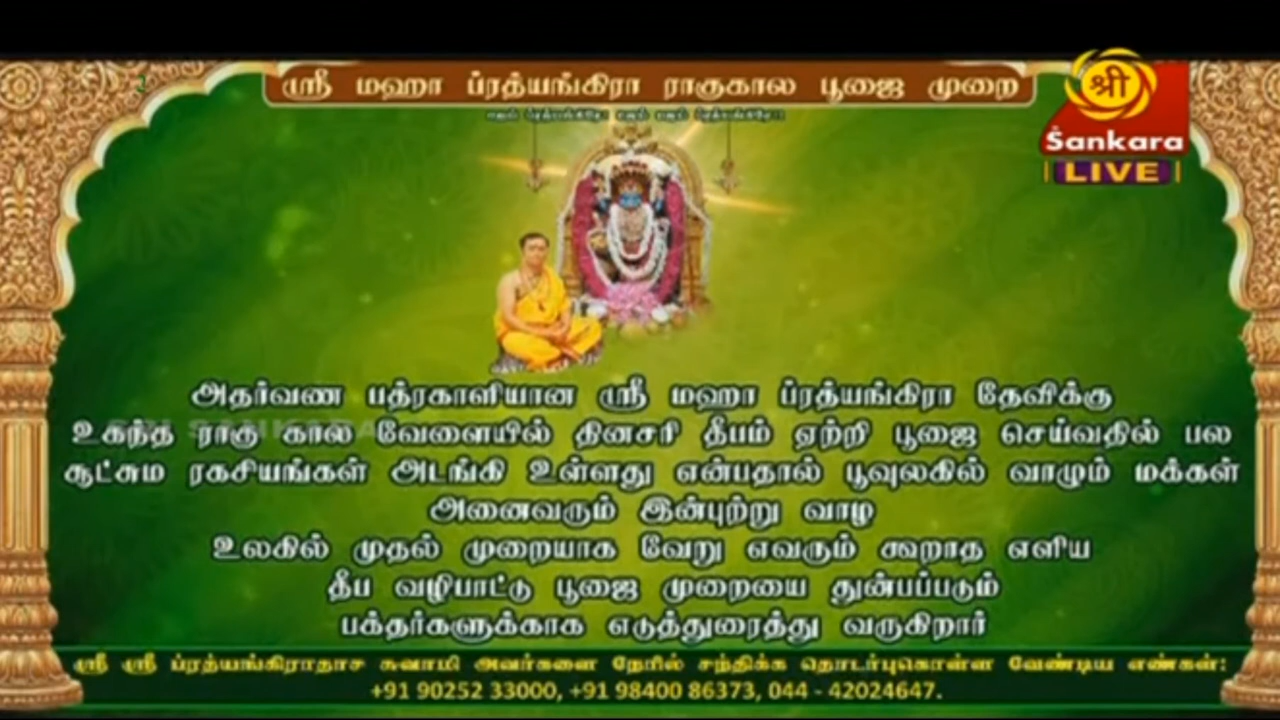 ஸ்ரீ மஹா ப்ரத்யங்கிரா ராகுகால பூஜை முறை
श्री
Sankara
LIVE
அதர்வண பத்ரகாளியான ஸ்ரீ மஹா ப்ரத்யங்கிரா தேவிக்கு
உகந்த ராகு கால வேளையில் தினசரி தீபம் ஏற்றி பூஜை செய்வதில் பல
சூட்சும ரகசியங்கள் அடங்கி உள்ளது என்பதால் பூவுலகில் வாழும் மக்கள்
அனைவரும் இன்புற்று வாழ
உலகில் முதல் முறையாக வேறு எவரும் கூறாத எளிய
தீப வழிபாட்டு பூஜை முறையை துன்பப்படும்
பக்தர்களுக்காக எடுத்துரைத்து வருகிறார்
ஸ்ரீ ஸ்ரீ ப்ரத்யங்கிராதாச சுவாமி அவர்களை நேரில் சந்திக்க தொடர்புகொள்ள வேண்டிய எண்கள்:
+91 90252 33000, +91 98400 86373, 044 - 42024647.